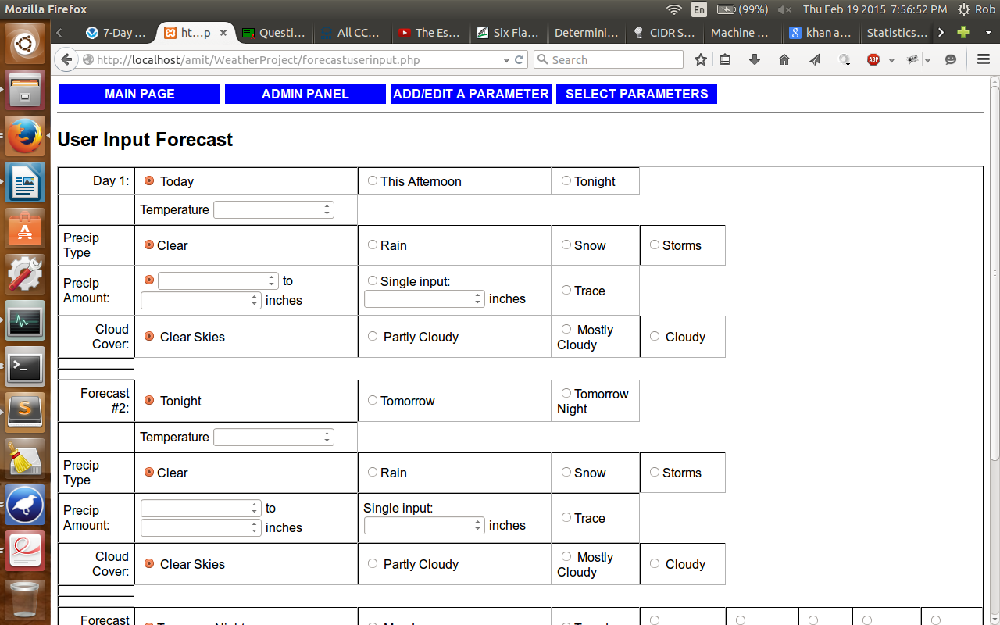 Mozilla Firefox En (99%) Thu Feb 19 2015 7:56:52 PM Rob
7-Day ... ht...p Questi... All CC... The Es... Six Fla... Determini... CIDR S... Machine ... khan a... Statistics...
http://localhost/amit/WeatherProject/forecastuserinput.php Search ABP
MAIN PAGE ADMIN PANEL ADD/EDIT A PARAMETER SELECT PARAMETERS
User Input Forecast
Day 1: Today This Afternoon Tonight
Temperature
Precip
Type
Clear Rain Snow Storms
Precip
Amount:
to
inches
Single input:
inches
Trace
Cloud
Cover:
Clear Skies Partly Cloudy
Mostly
Cloudy
Cloudy
Forecast
#2:
Tonight Tomorrow
Tomorrow
Night
Temperature
Precip
Type
Clear Rain Snow Storms
Precip
Amount:
to
inches
Single input:
inches
Trace
Cloud
Cover:
Clear Skies Partly Cloudy
Mostly
Cloudy
Cloudy
Forecast